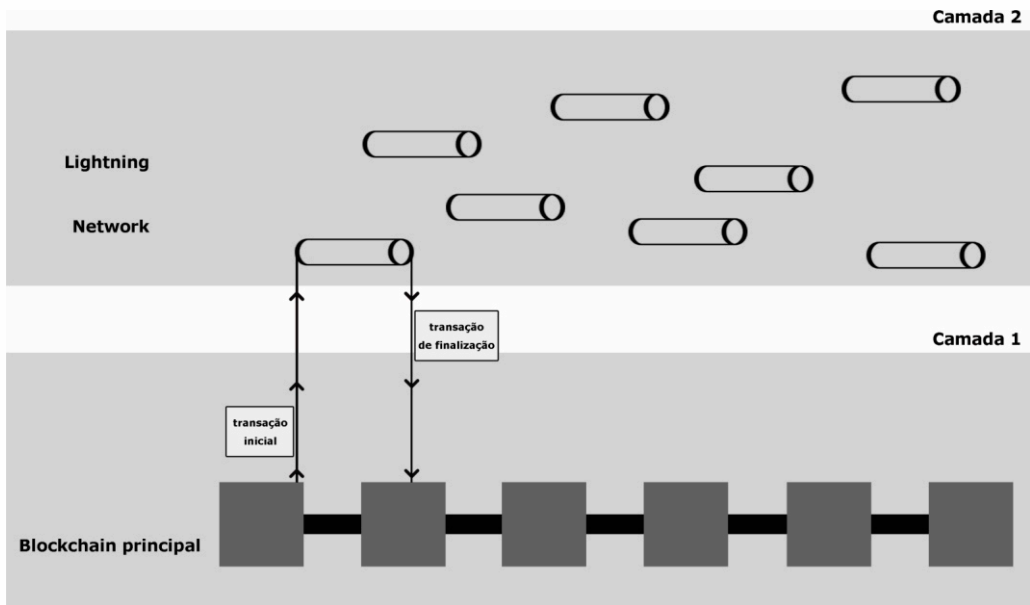 Camada 2
Lightning
Network
transação
de finalização
Camada 1
transação
inicial
Blockchain principal